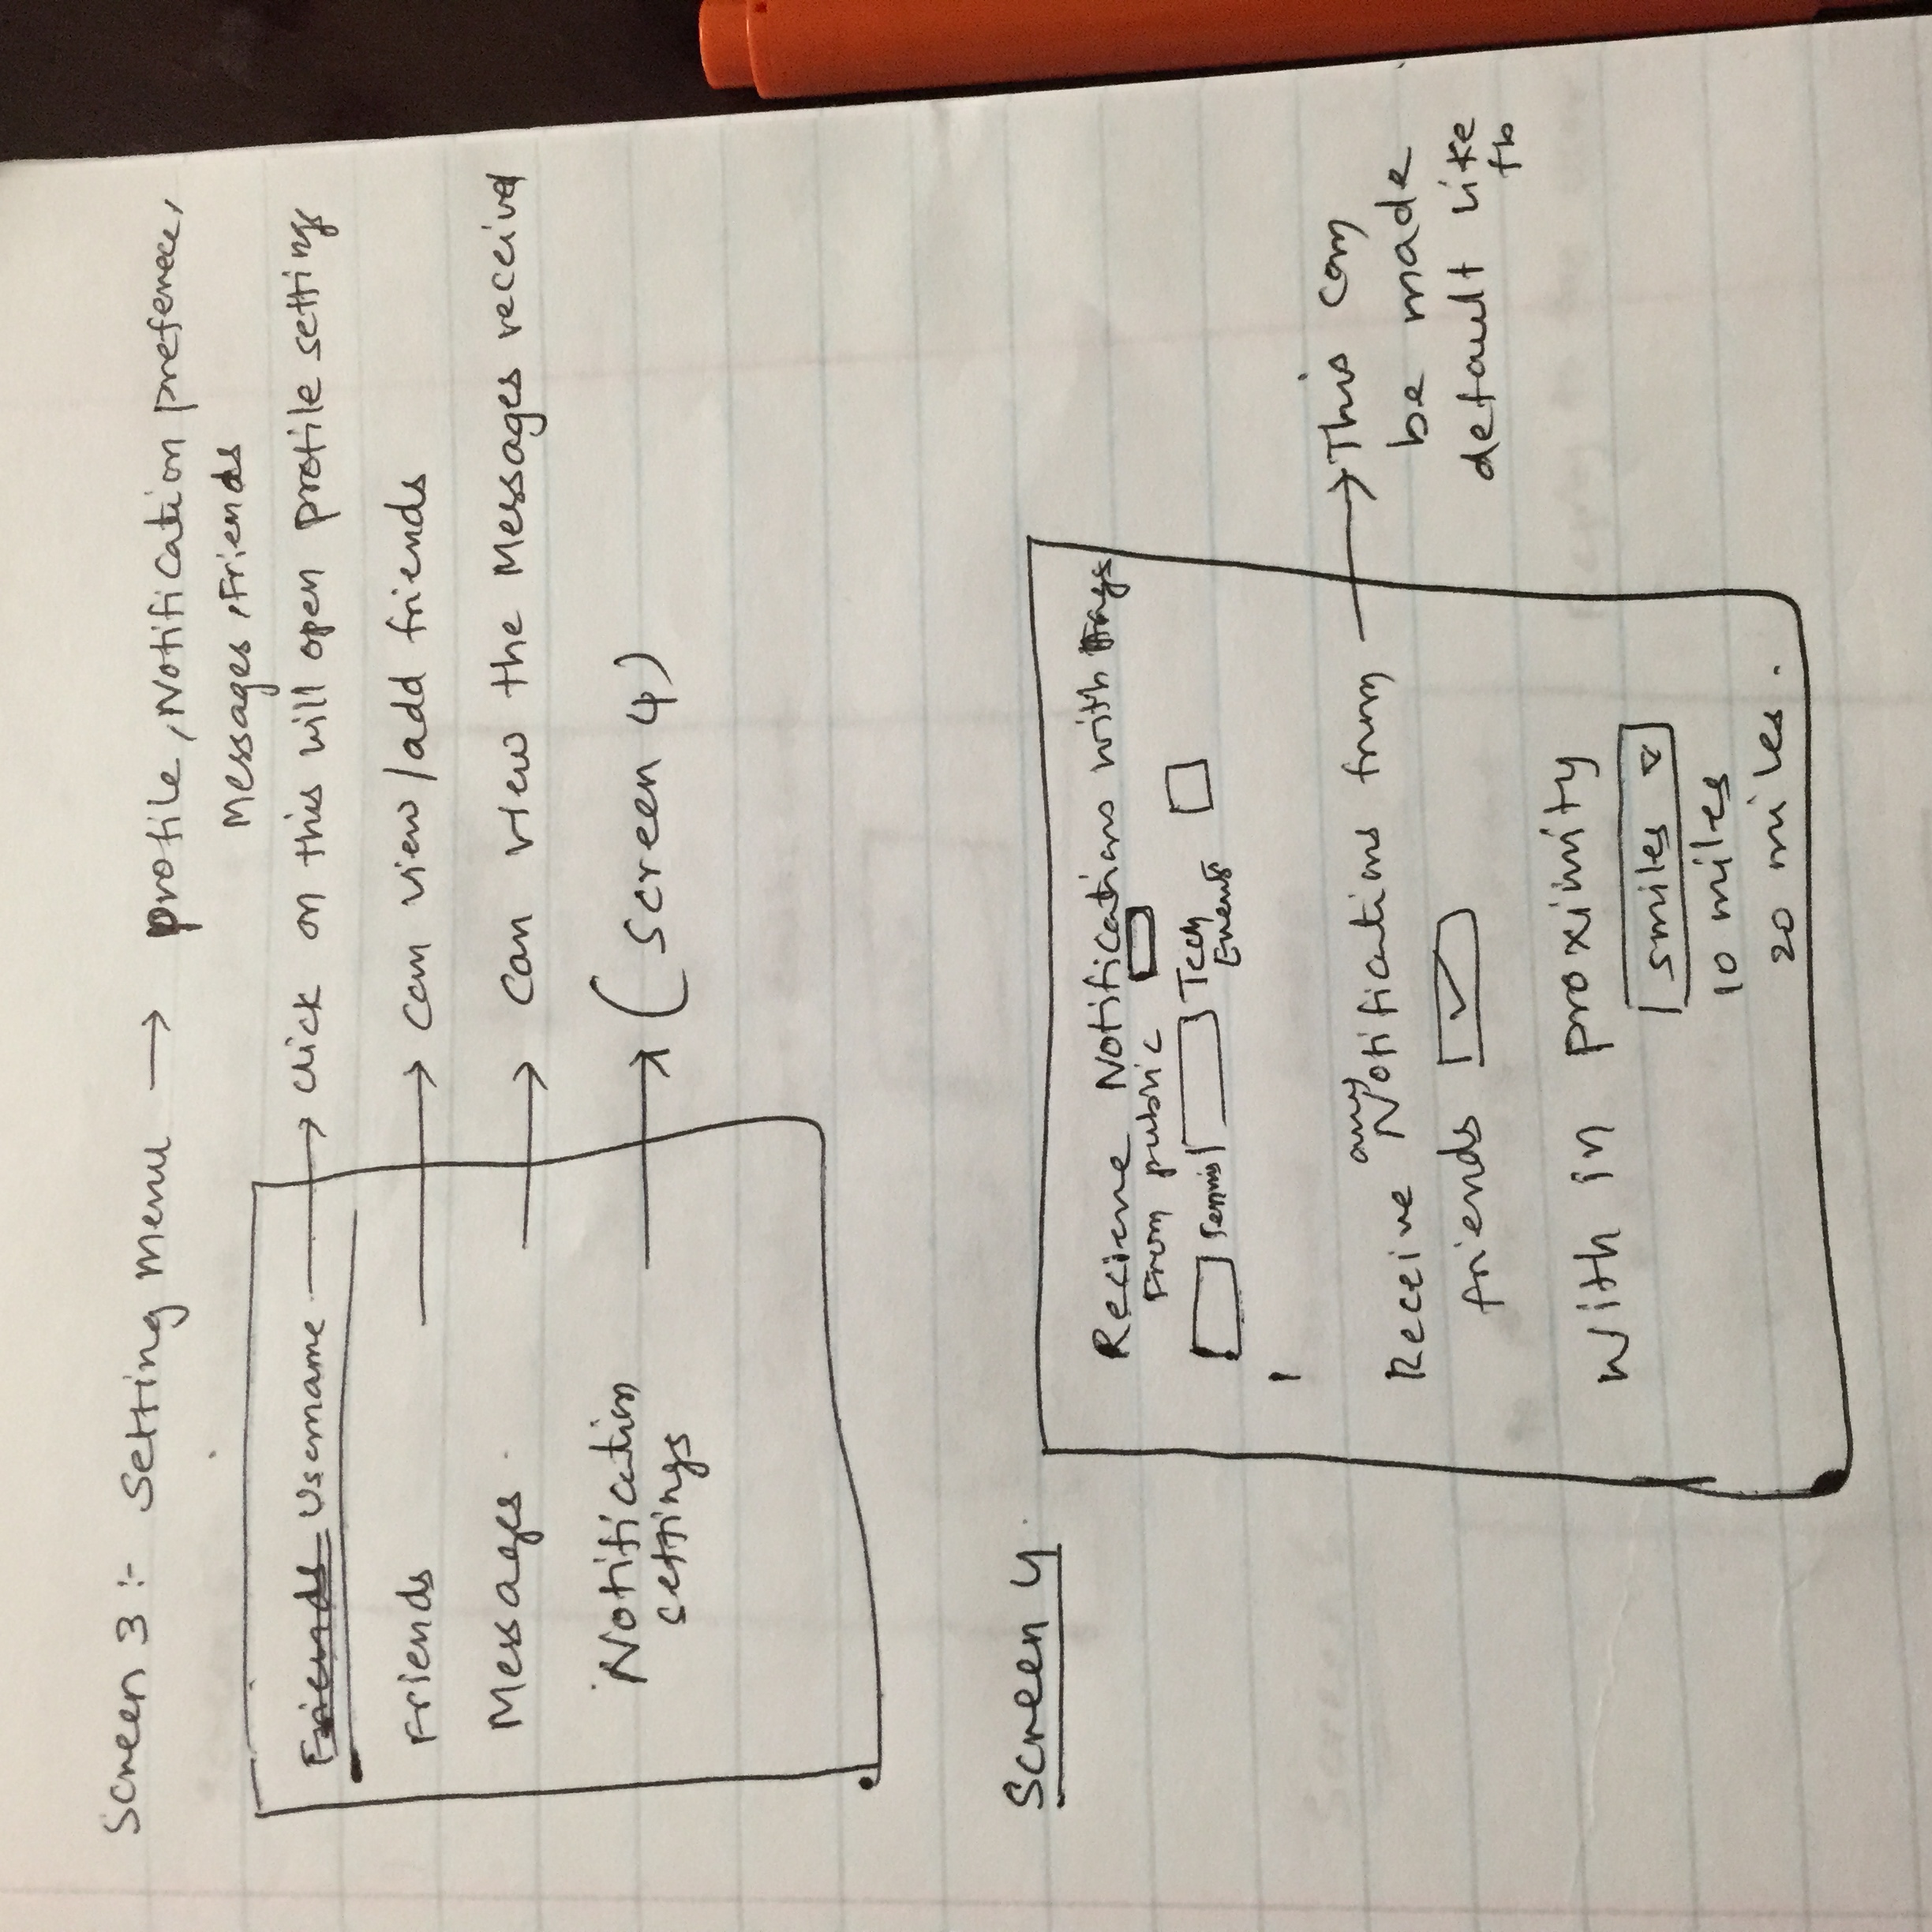 Screen 3 :- Setting Menu → profile, Notification preferece,
Messages, Friends
Friends Username → click on this will open profile settings
Friends → can view/add friends
Messages → can view the Messages received
Notification → (Screen 4)
settings
Screen 4
Recieve Notifications with tags
From public
Tennis Tech
Events
any
Receive Notifications from → This can
be made
friends ✓ default like
fb
With in proximity
5miles
10 miles
20 miles.